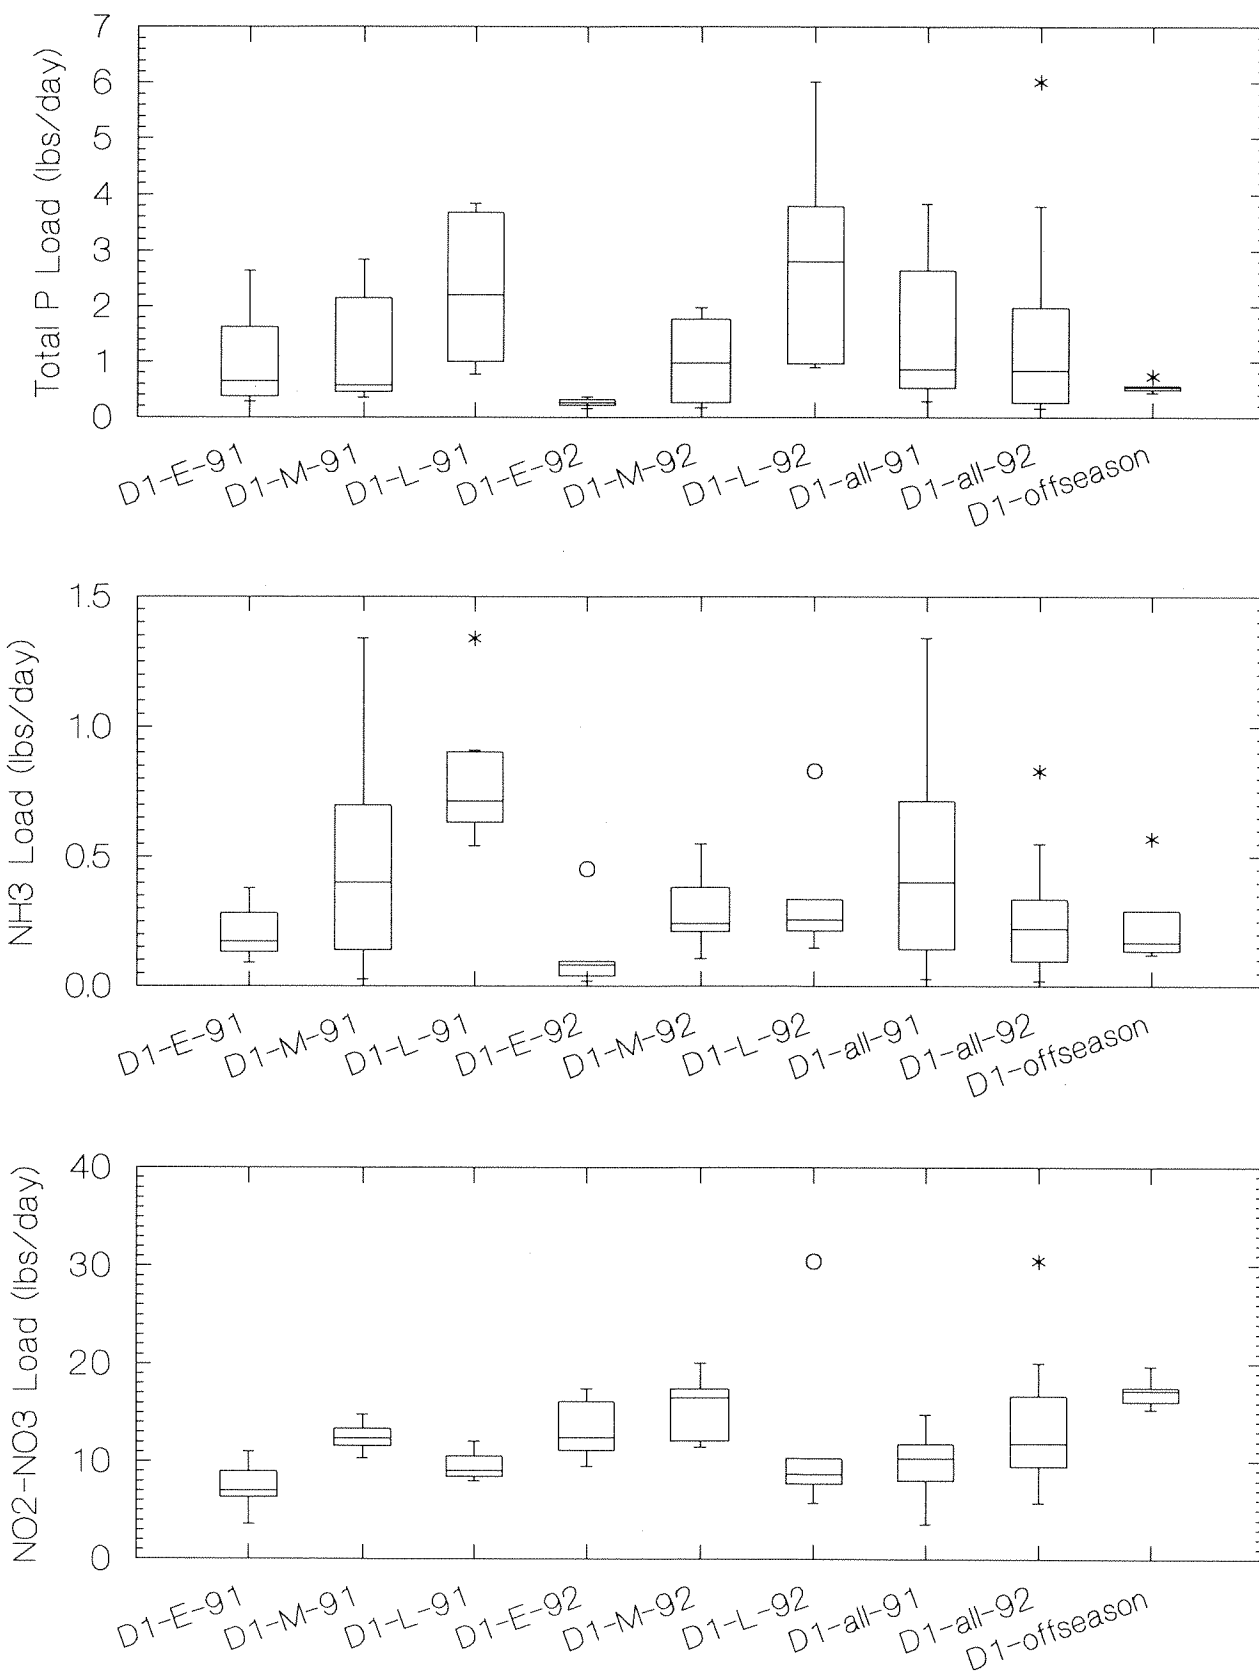 Total P Load (lbs/day)
7
6
5
4
3
2
1
0
D1-E-91
D1-M-91
D1-L-91
D1-E-92
D1-M-92
D1-L-92
D1-all-91
D1-all-92
D1-offseason
NH3 Load (lbs/day)
1.5
1.0
0.5
0.0
D1-E-91
D1-M-91
D1-L-91
D1-E-92
D1-M-92
D1-L-92
D1-all-91
D1-all-92
D1-offseason
NO2-NO3 Load (lbs/day)
40
30
20
10
0
D1-E-91
D1-M-91
D1-L-91
D1-E-92
D1-M-92
D1-L-92
D1-all-91
D1-all-92
D1-offseason